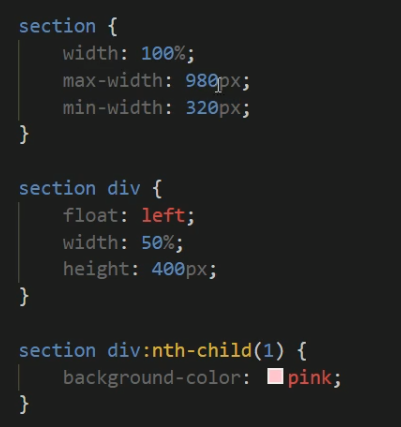 section {
    width: 100%;
    max-width: 980px;
    min-width: 320px;
}

section div {
    float: left;
    width: 50%;
    height: 400px;
}

section div:nth-child(1) {
    background-color: pink;
}